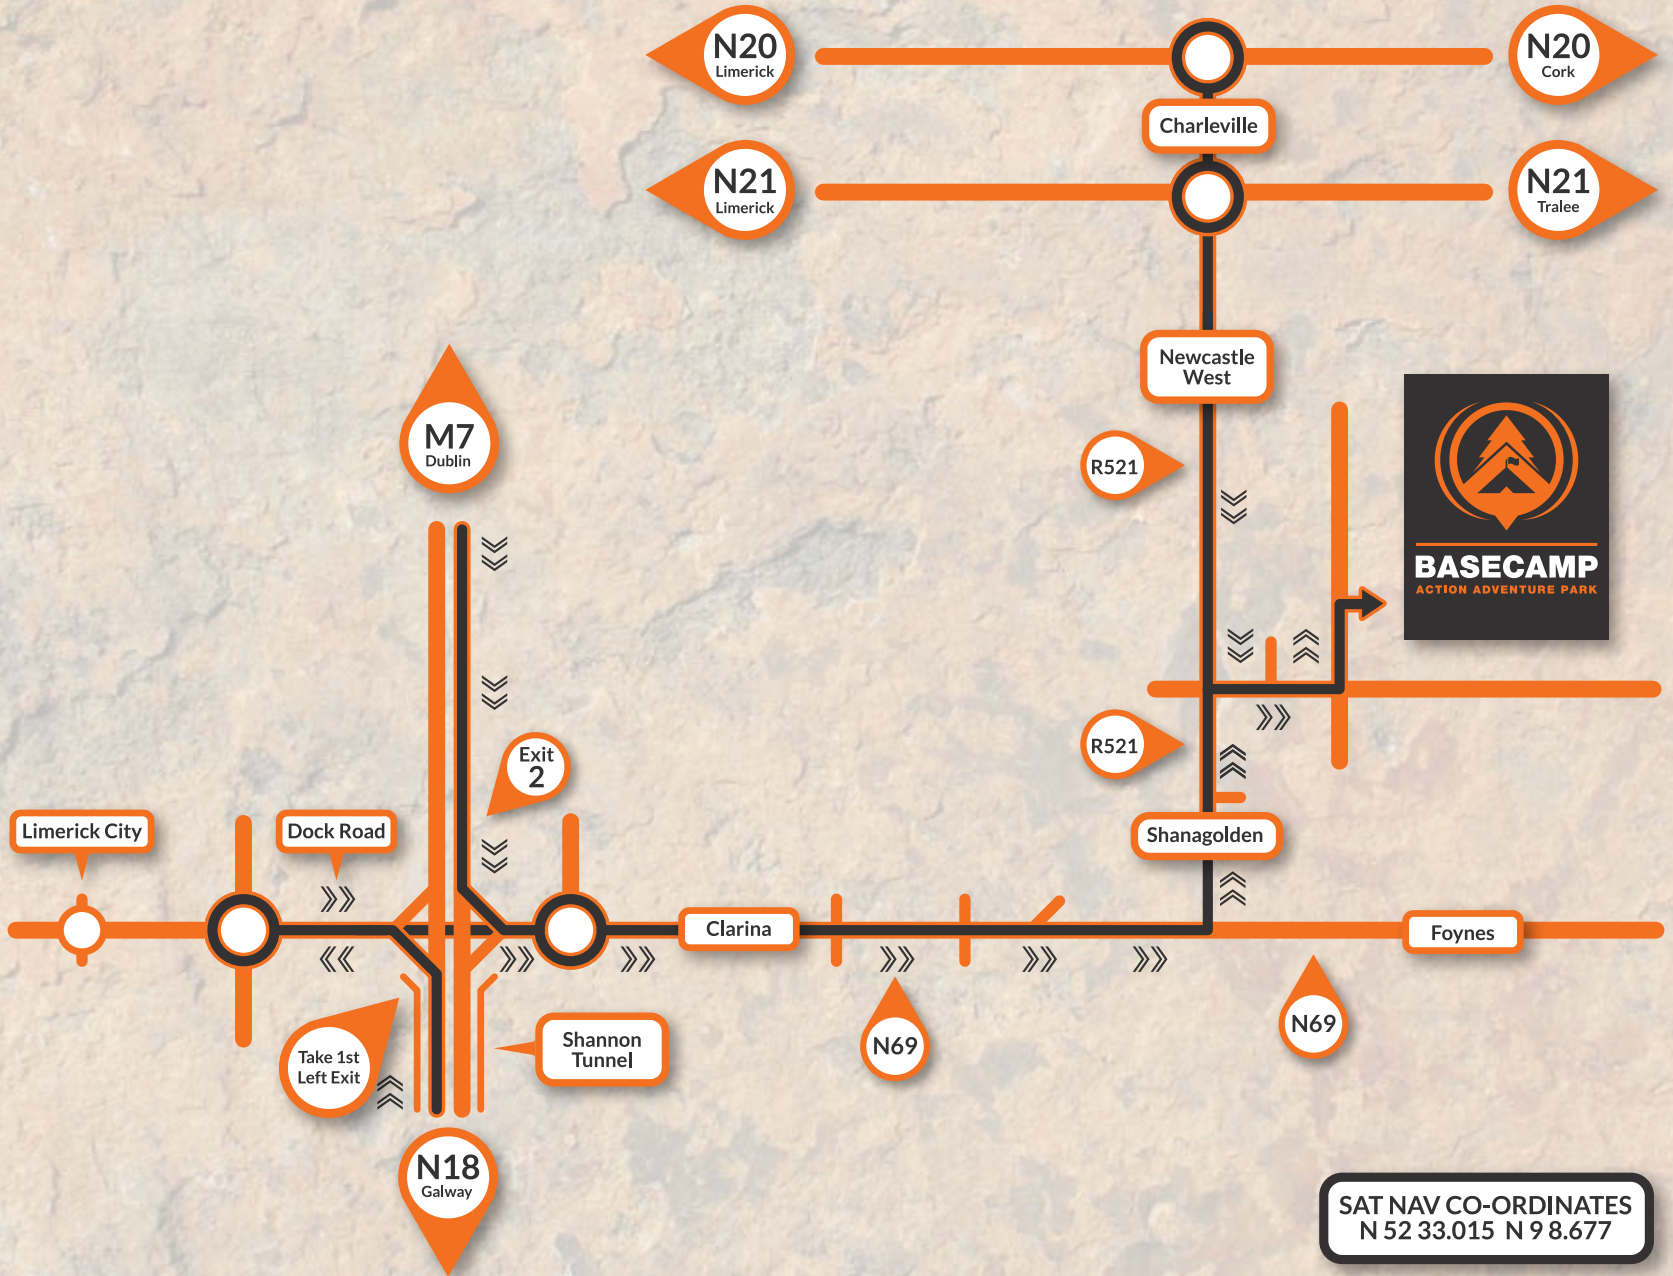 N20
Limerick
N20
Cork
Charleville
N21
Limerick
N21
Tralee
Newcastle
West
M7
Dublin
R521
BASECAMP
ACTION ADVENTURE PARK
R521
Exit
2
Limerick City
Dock Road
Shanagolden
Clarina
Foynes
Take 1st
Left Exit
Shannon
Tunnel
N69
N69
N18
Galway
SAT NAV CO-ORDINATES
N 52 33.015 N 9 8.677